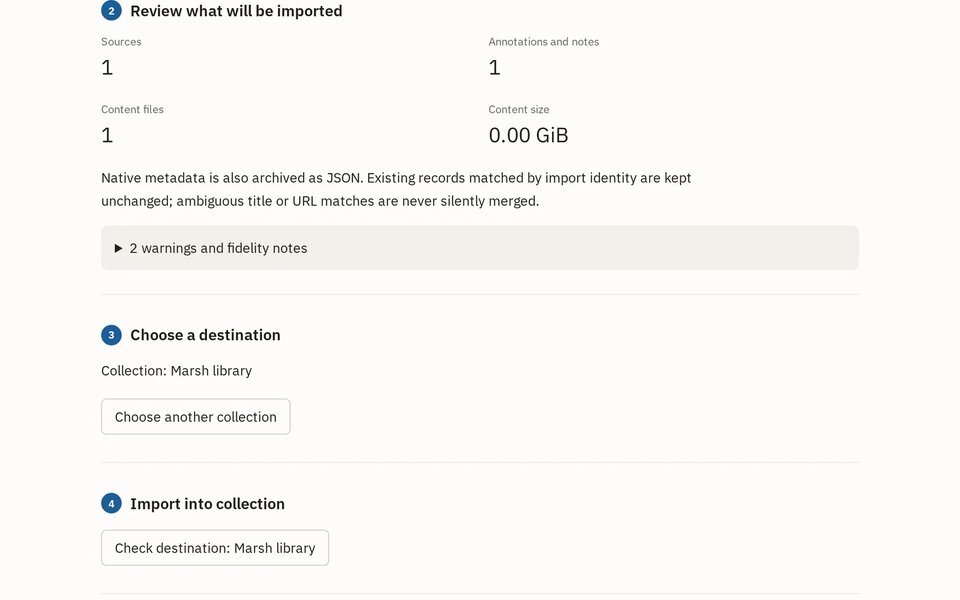 2 Review what will be imported
Sources
1
Annotations and notes
1
Content files
1
Content size
0.00 GiB
Native metadata is also archived as JSON. Existing records matched by import identity are kept
unchanged; ambiguous title or URL matches are never silently merged.
2 warnings and fidelity notes
3 Choose a destination
Collection: Marsh library
Choose another collection
4 Import into collection
Check destination: Marsh library